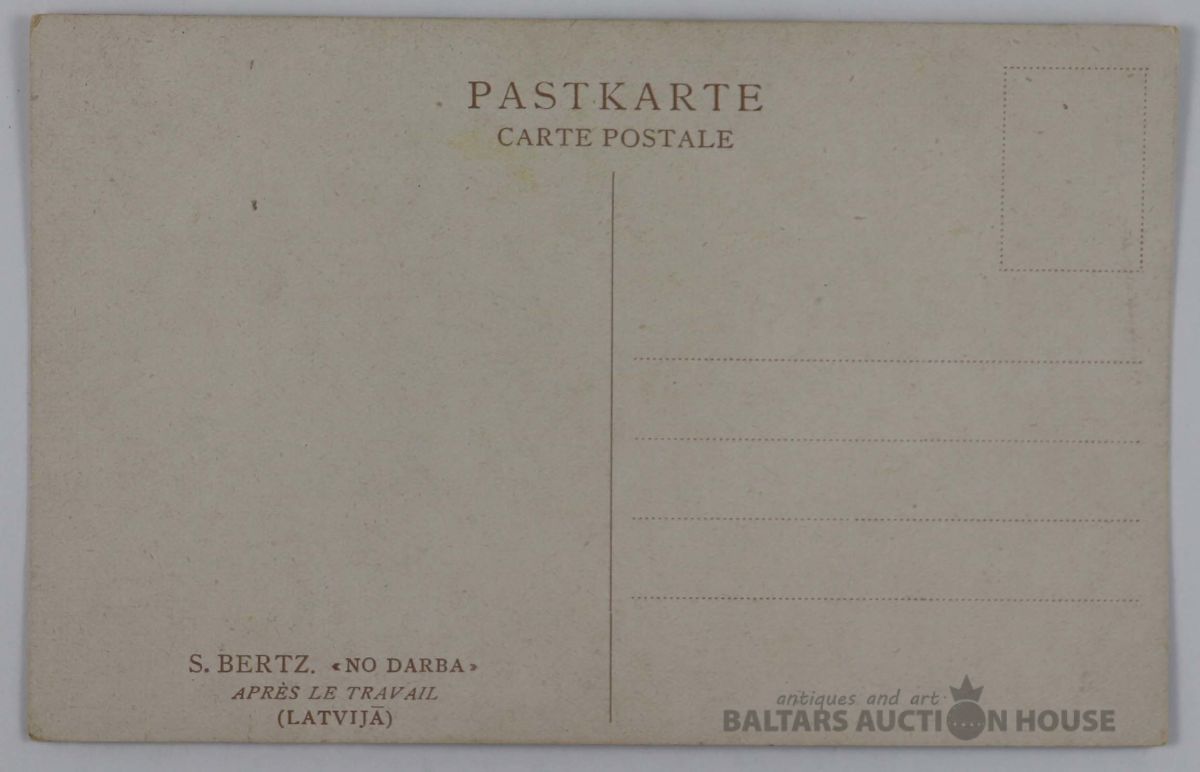 PASTKARTE
CARTE POSTALE
S. BERTZ. «NO DARBA»
APRÈS LE TRAVAIL
(LATVIJĀ)
antiques and art
BALTARS AUCTION HOUSE